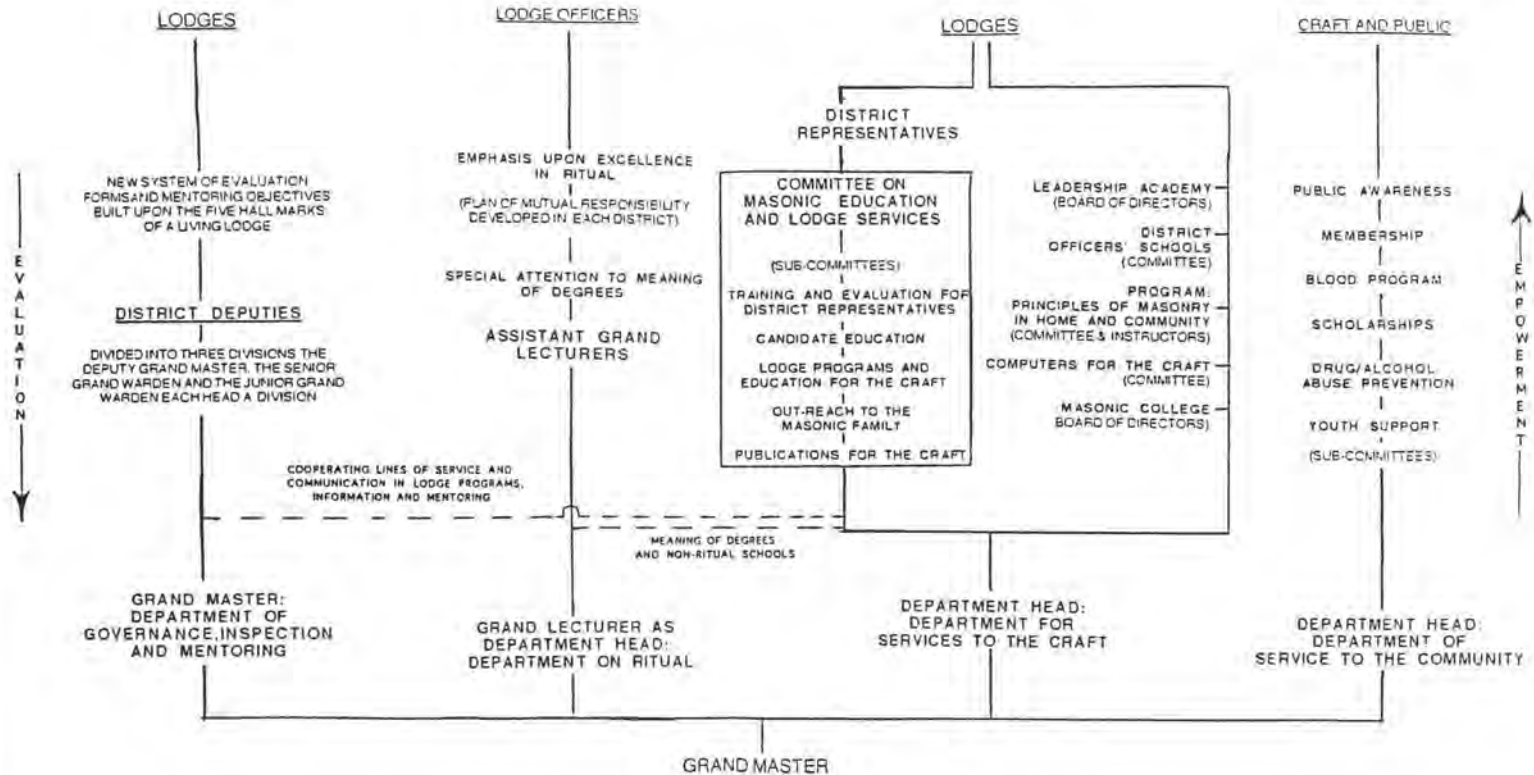 LODGES
NEW SYSTEM OF EVALUATION
FORMS AND MENTORING OBJECTIVES
BUILT UPON THE FIVE HALL MARKS
OF A LIVING LODGE
DISTRICT DEPUTIES
DIVIDED INTO THREE DIVISIONS THE
DEPUTY GRAND MASTER, THE SENIOR
GRAND WARDEN AND THE JUNIOR GRAND
WARDEN EACH HEAD A DIVISION
COOPERATING LINES OF SERVICE AND
COMMUNICATION IN LODGE PROGRAMS,
INFORMATION AND MENTORING
GRAND MASTER:
DEPARTMENT OF
GOVERNANCE, INSPECTION
AND MENTORING
EVALUATION
LODGE OFFICERS
EMPHASIS UPON EXCELLENCE
IN RITUAL
(PLAN OF MUTUAL RESPONSIBILITY
DEVELOPED IN EACH DISTRICT)
SPECIAL ATTENTION TO MEANING
OF DEGREES
ASSISTANT GRAND
LECTURERS
MEANING OF DEGREES
AND NON-RITUAL SCHOOLS
GRAND LECTURER AS
DEPARTMENT HEAD:
DEPARTMENT ON RITUAL
LODGES
DISTRICT
REPRESENTATIVES
COMMITTEE ON
MASONIC EDUCATION
AND LODGE SERVICES
(SUB-COMMITTEES)
TRAINING AND EVALUATION FOR
DISTRICT REPRESENTATIVES
CANDIDATE EDUCATION
LODGE PROGRAMS AND
EDUCATION FOR THE CRAFT
OUT-REACH TO THE
MASONIC FAMILY
PUBLICATIONS FOR THE CRAFT
LEADERSHIP ACADEMY
(BOARD OF DIRECTORS)
DISTRICT
OFFICERS' SCHOOLS
(COMMITTEE)
PROGRAM:
PRINCIPLES OF MASONRY
IN HOME AND COMMUNITY
(COMMITTEE & INSTRUCTORS)
COMPUTERS FOR THE CRAFT
(COMMITTEE)
MASONIC COLLEGE
BOARD OF DIRECTORS)
DEPARTMENT HEAD:
DEPARTMENT FOR
SERVICES TO THE CRAFT
CRAFT AND PUBLIC
PUBLIC AWARENESS
MEMBERSHIP
BLOOD PROGRAM
SCHOLARSHIPS
DRUG/ALCOHOL
ABUSE PREVENTION
YOUTH SUPPORT
(SUB-COMMITTEES)
DEPARTMENT HEAD:
DEPARTMENT OF
SERVICE TO THE COMMUNITY
EMPOWERMENT
GRAND MASTER